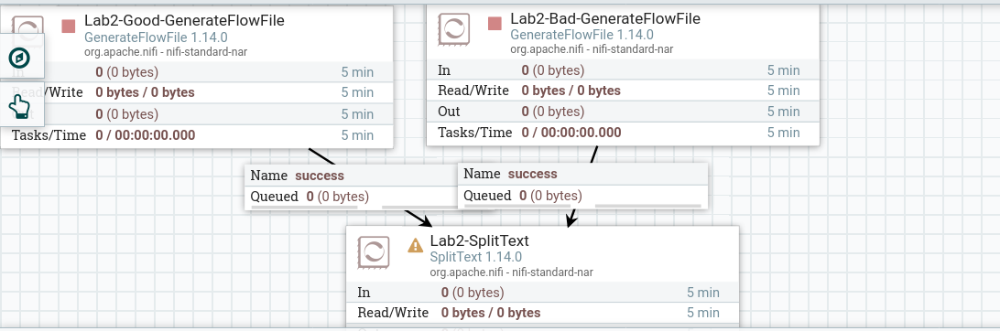 Lab2-Good-GenerateFlowFile
GenerateFlowFile 1.14.0
org.apache.nifi - nifi-standard-nar
In 0 (0 bytes) 5 min
Read/Write 0 bytes / 0 bytes 5 min
0 (0 bytes) 5 min
Tasks/Time 0 / 00:00:00.000 5 min
Lab2-Bad-GenerateFlowFile
GenerateFlowFile 1.14.0
org.apache.nifi - nifi-standard-nar
In 0 (0 bytes) 5 min
Read/Write 0 bytes / 0 bytes 5 min
Out 0 (0 bytes) 5 min
Tasks/Time 0 / 00:00:00.000 5 min
Name success
Queued 0 (0 bytes)
Name success
Queued 0 (0 bytes)
Lab2-SplitText
SplitText 1.14.0
org.apache.nifi - nifi-standard-nar
In 0 (0 bytes) 5 min
Read/Write 0 bytes / 0 bytes 5 min